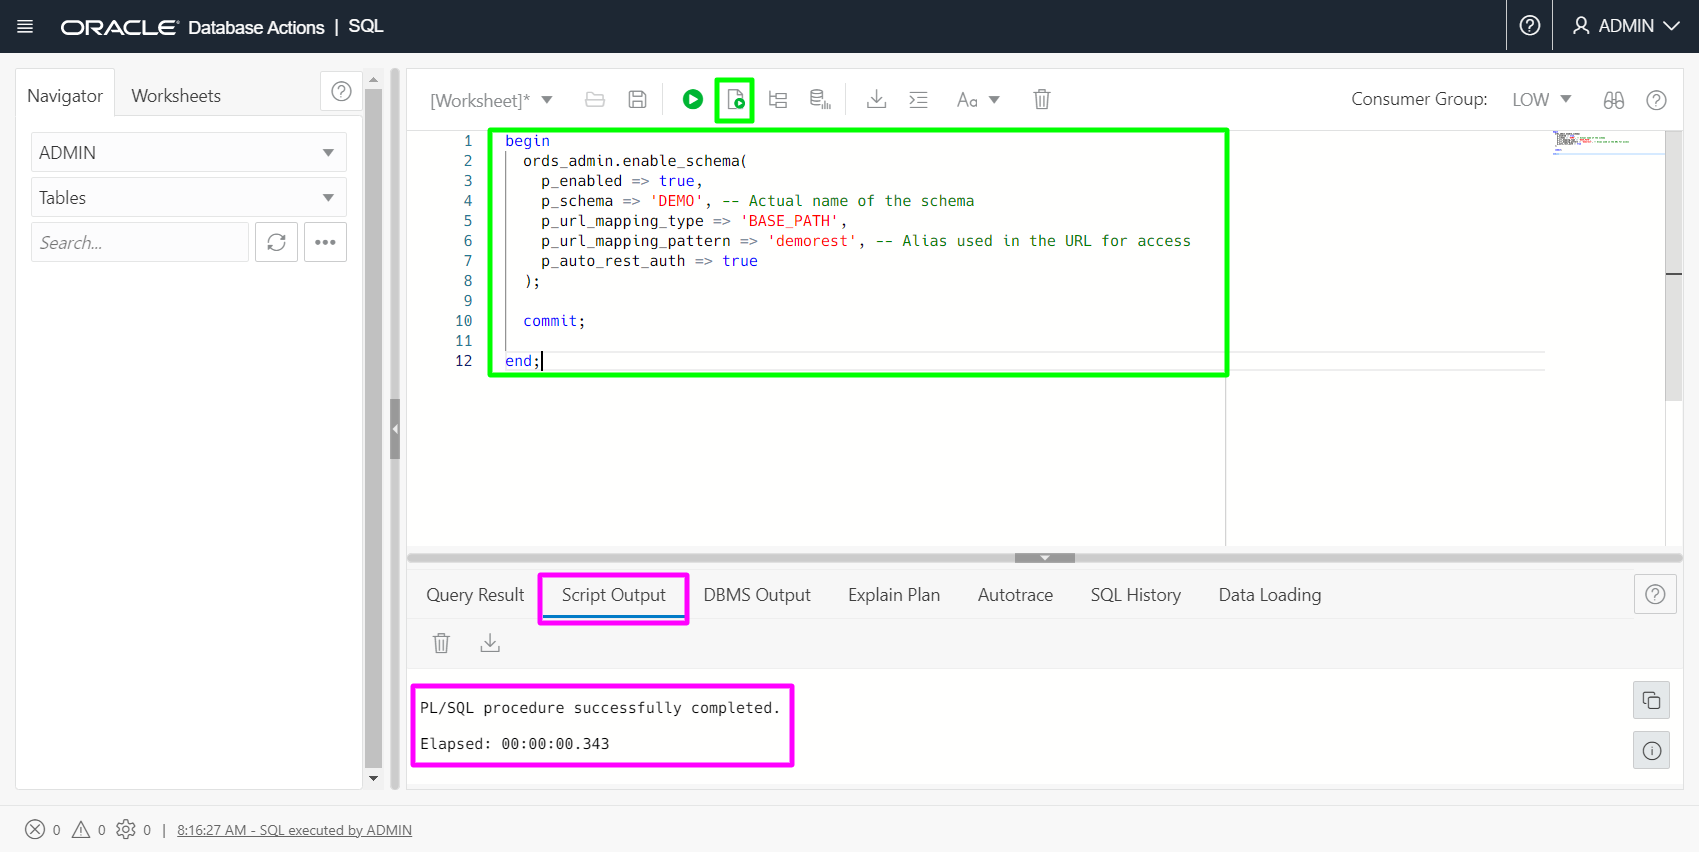 ORACLE Database Actions | SQL
ADMIN
Navigator
Worksheets
ADMIN
Tables
Search...
[Worksheet]*
Aa
Consumer Group: LOW
1 begin
2 ords_admin.enable_schema(
3 p_enabled => true,
4 p_schema => 'DEMO', -- Actual name of the schema
5 p_url_mapping_type => 'BASE_PATH',
6 p_url_mapping_pattern => 'demorest', -- Alias used in the URL for access
7 p_auto_rest_auth => true
8 );
9
10 commit;
11
12 end;
Query Result
Script Output
DBMS Output
Explain Plan
Autotrace
SQL History
Data Loading
PL/SQL procedure successfully completed.
Elapsed: 00:00:00.343
0 0 0 | 8:16:27 AM - SQL executed by ADMIN